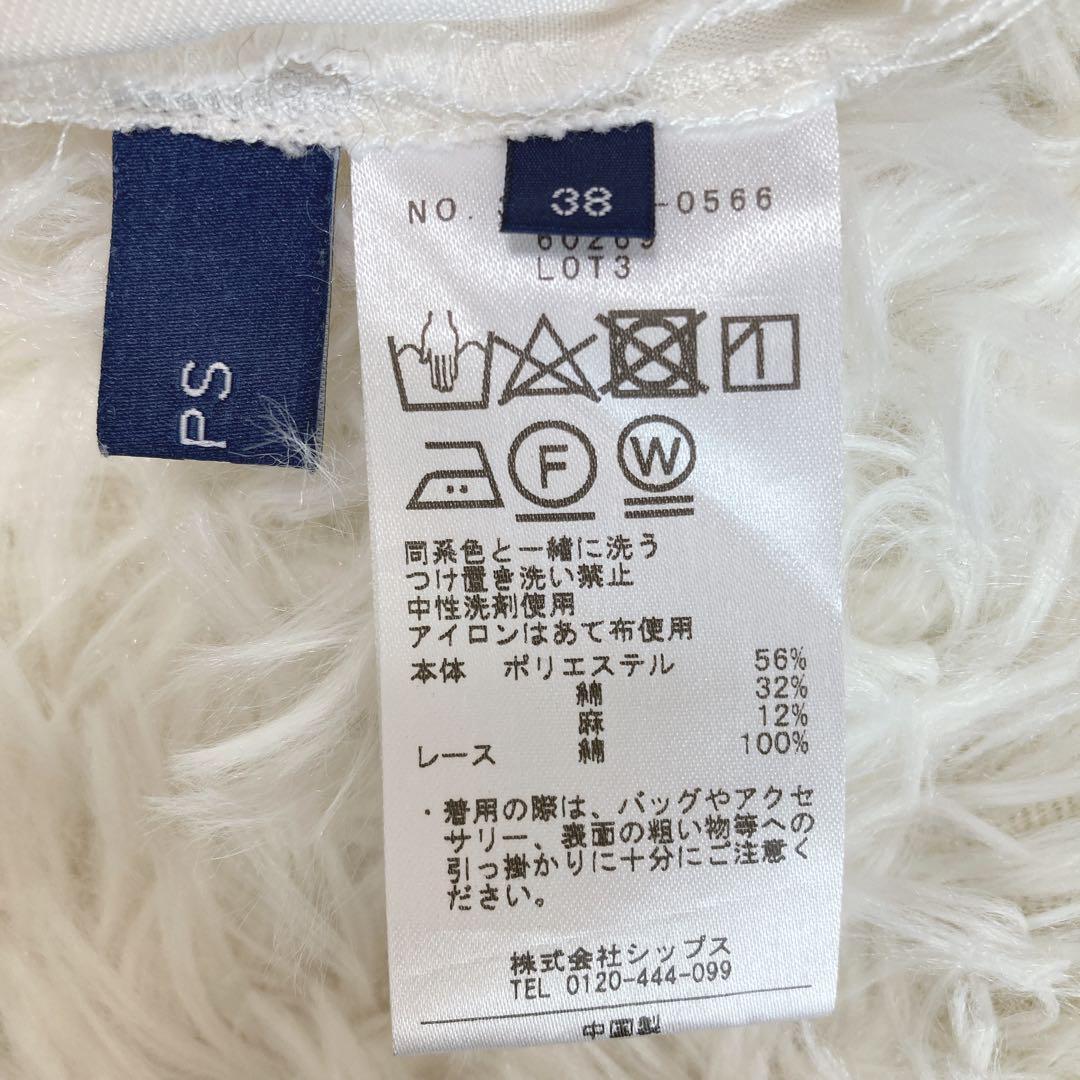 PS
38
NO. -0566
60269
LOT3
F
W
同系色と一緒に洗う
つけ置き洗い禁止
中性洗剤使用
アイロンはあて布使用
本体 ポリエステル 56%
綿 32%
麻 12%
レース 綿 100%
・着用の際は、バッグやアクセ
サリー、表面の粗い物等への
引っ掛かりに十分にご注意く
ださい。
株式会社シップス
TEL 0120-444-099
中国製